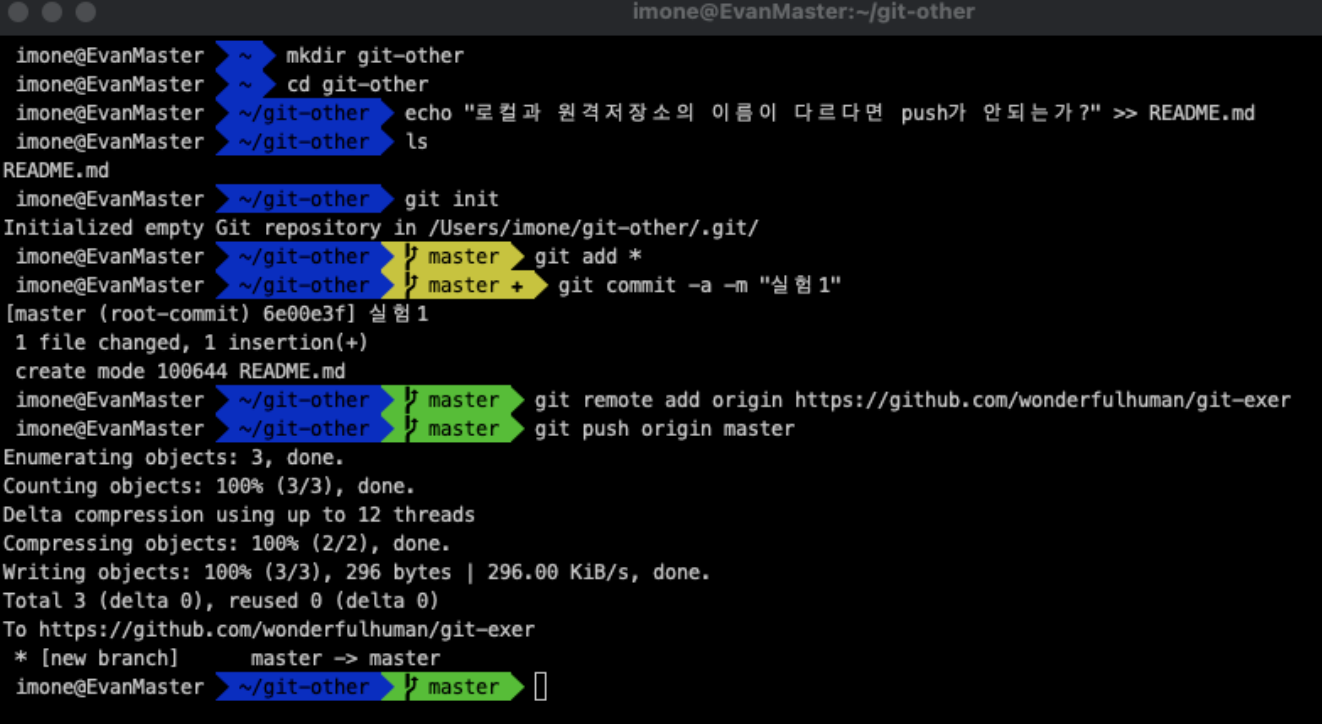 imone@EvanMaster:~/git-other
imone@EvanMaster ~ mkdir git-other
imone@EvanMaster ~ cd git-other
imone@EvanMaster ~/git-other echo "로컬과 원격저장소의 이름이 다르다면 push가 안되는가?" >> README.md
imone@EvanMaster ~/git-other ls
README.md
imone@EvanMaster ~/git-other git init
Initialized empty Git repository in /Users/imone/git-other/.git/
imone@EvanMaster ~/git-other master git add *
imone@EvanMaster ~/git-other master + git commit -a -m "실험1"
[master (root-commit) 6e00e3f] 실험1
1 file changed, 1 insertion(+)
create mode 100644 README.md
imone@EvanMaster ~/git-other master git remote add origin https://github.com/wonderfulhuman/git-exer
imone@EvanMaster ~/git-other master git push origin master
Enumerating objects: 3, done.
Counting objects: 100% (3/3), done.
Delta compression using up to 12 threads
Compressing objects: 100% (2/2), done.
Writing objects: 100% (3/3), 296 bytes | 296.00 KiB/s, done.
Total 3 (delta 0), reused 0 (delta 0)
To https://github.com/wonderfulhuman/git-exer
* [new branch] master -> master
imone@EvanMaster ~/git-other master